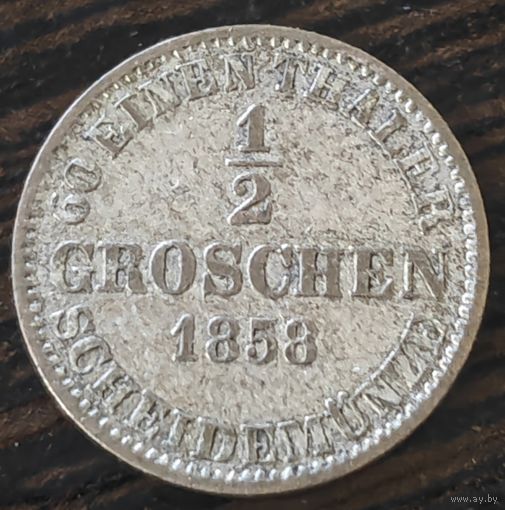 60 EINEN THALER
1
2
GROSCHEN
1858
SCHEIDEMÜNZE
www.ay.by